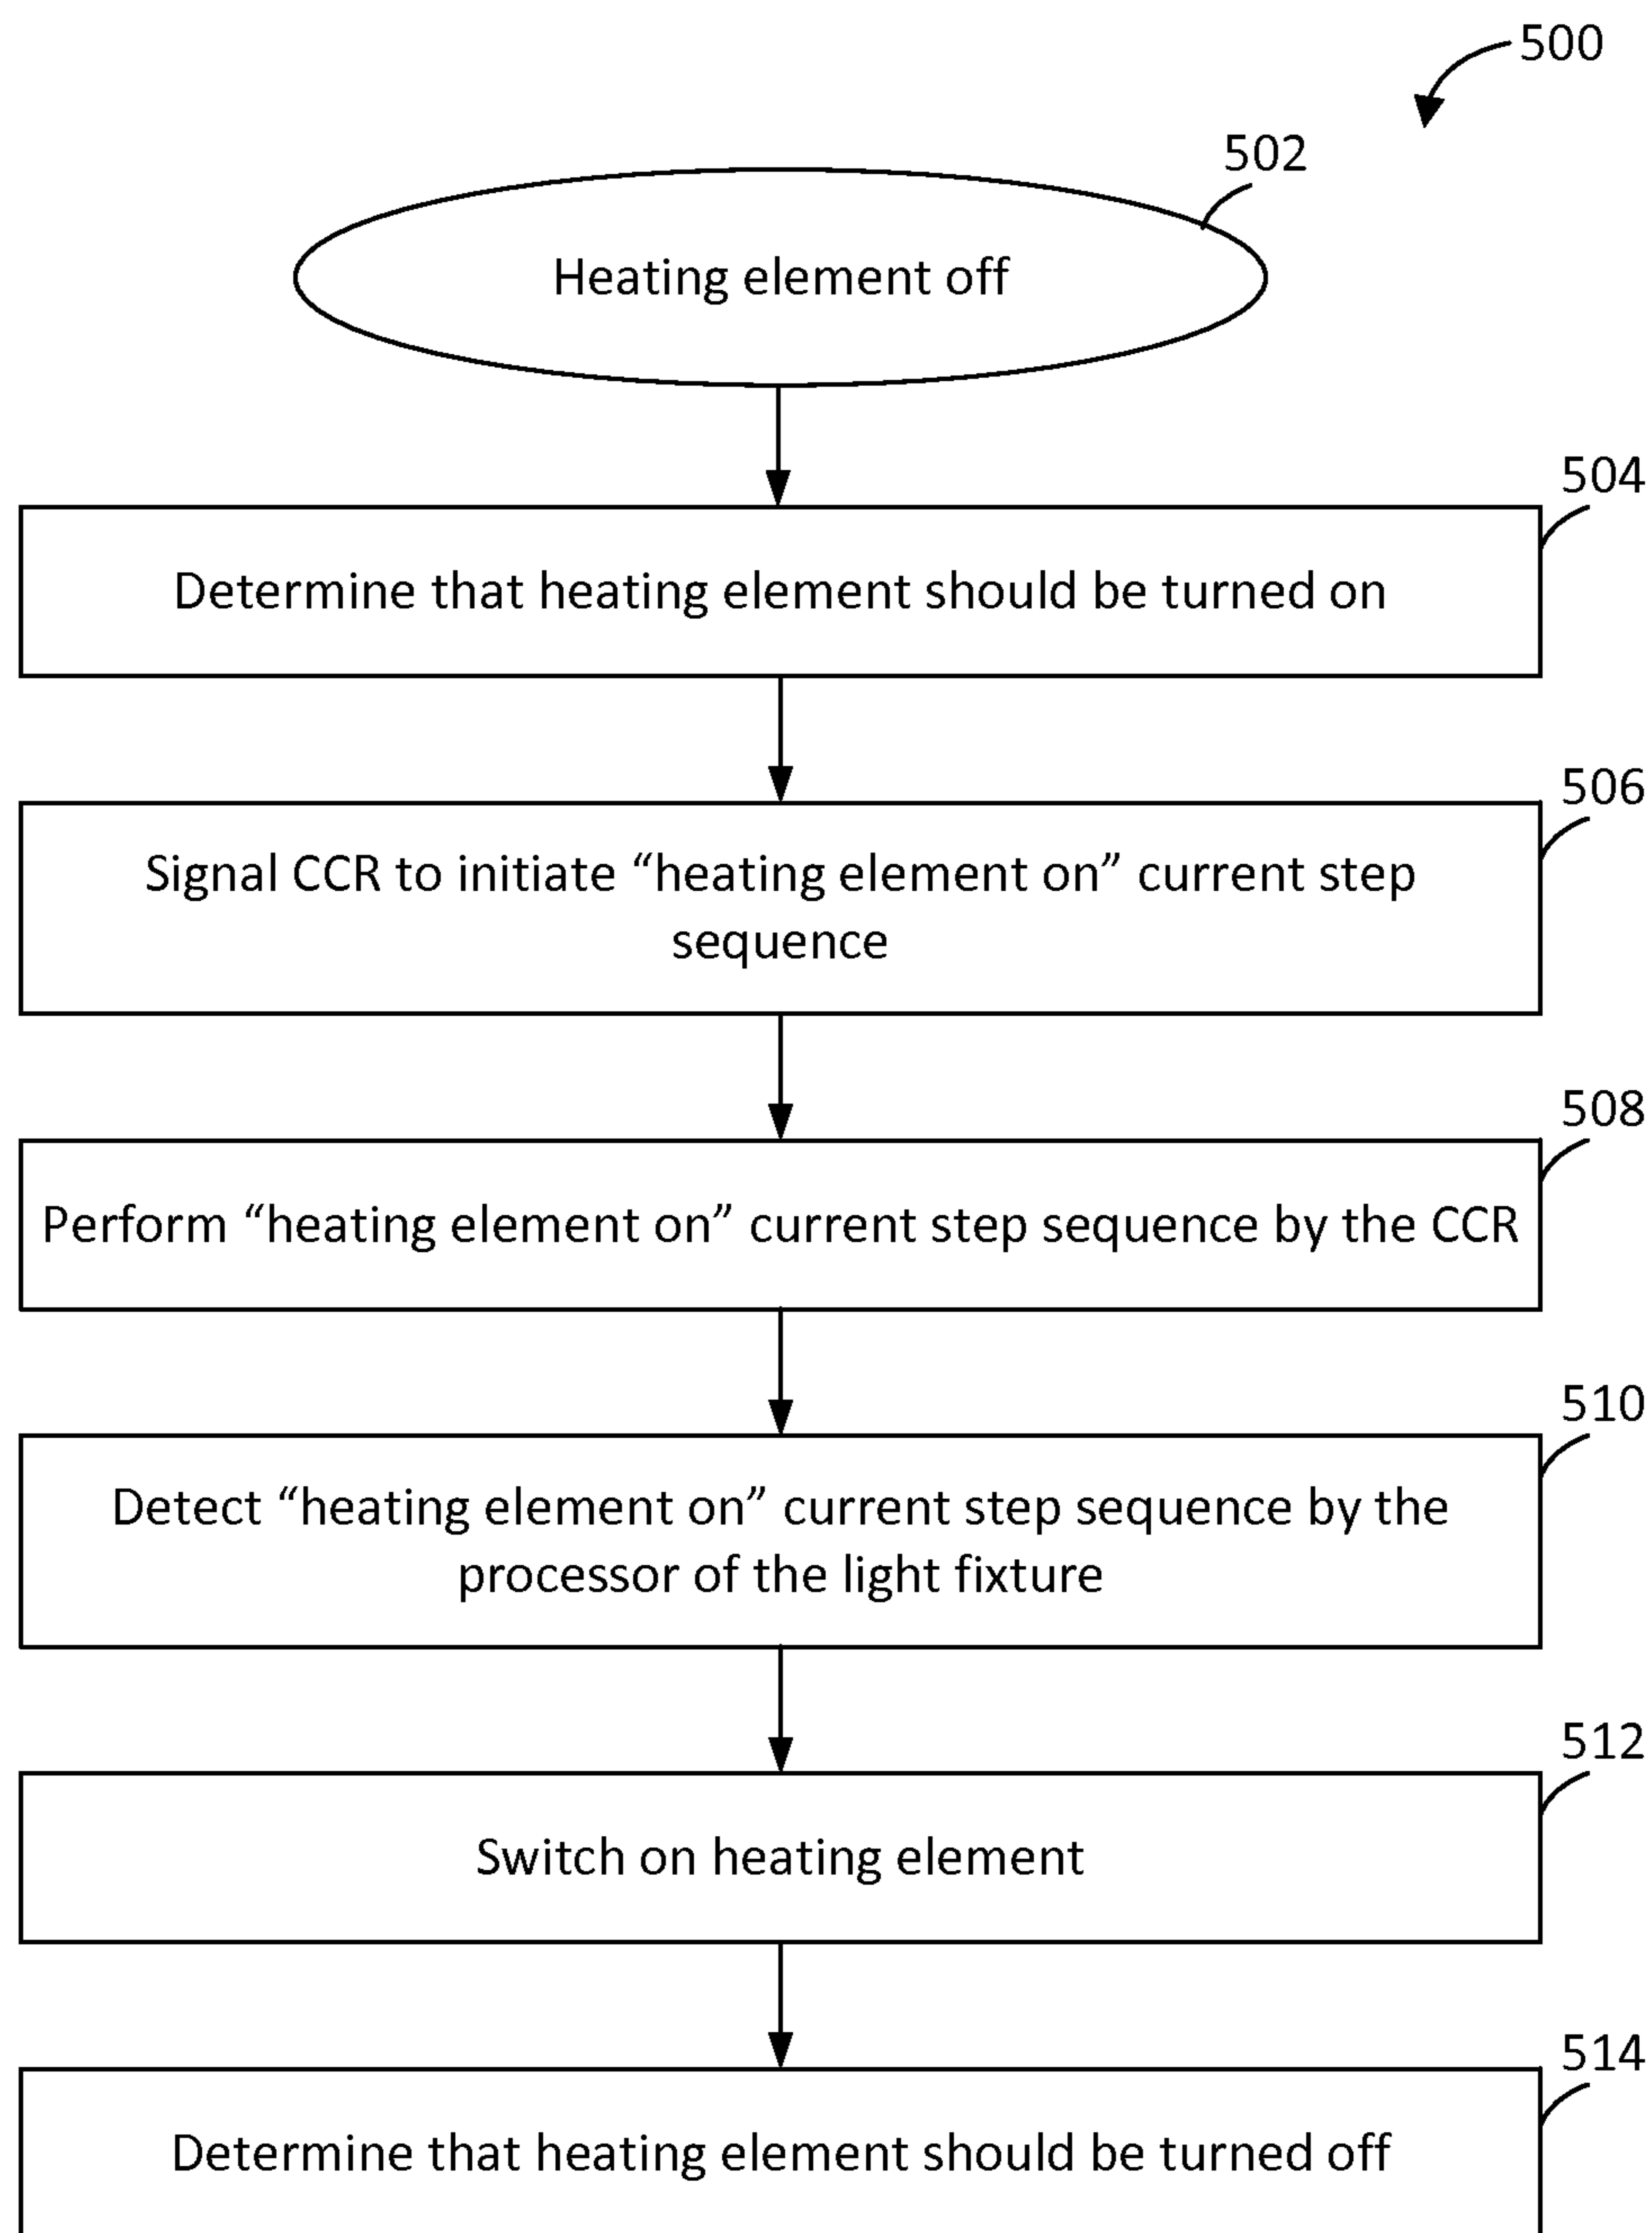 500
502
Heating element off
504
Determine that heating element should be turned on
506
Signal CCR to initiate “heating element on” current step
sequence
508
Perform “heating element on” current step sequence by the CCR
510
Detect “heating element on” current step sequence by the
processor of the light fixture
512
Switch on heating element
514
Determine that heating element should be turned off